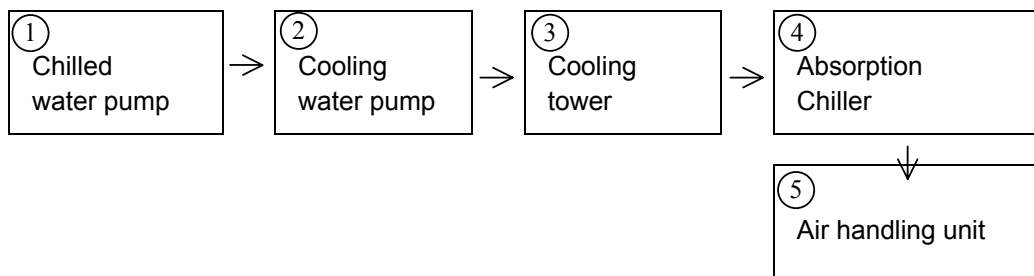 1
Chilled
water pump
2
Cooling
water pump
3
Cooling
tower
4
Absorption
Chiller
5
Air handling unit